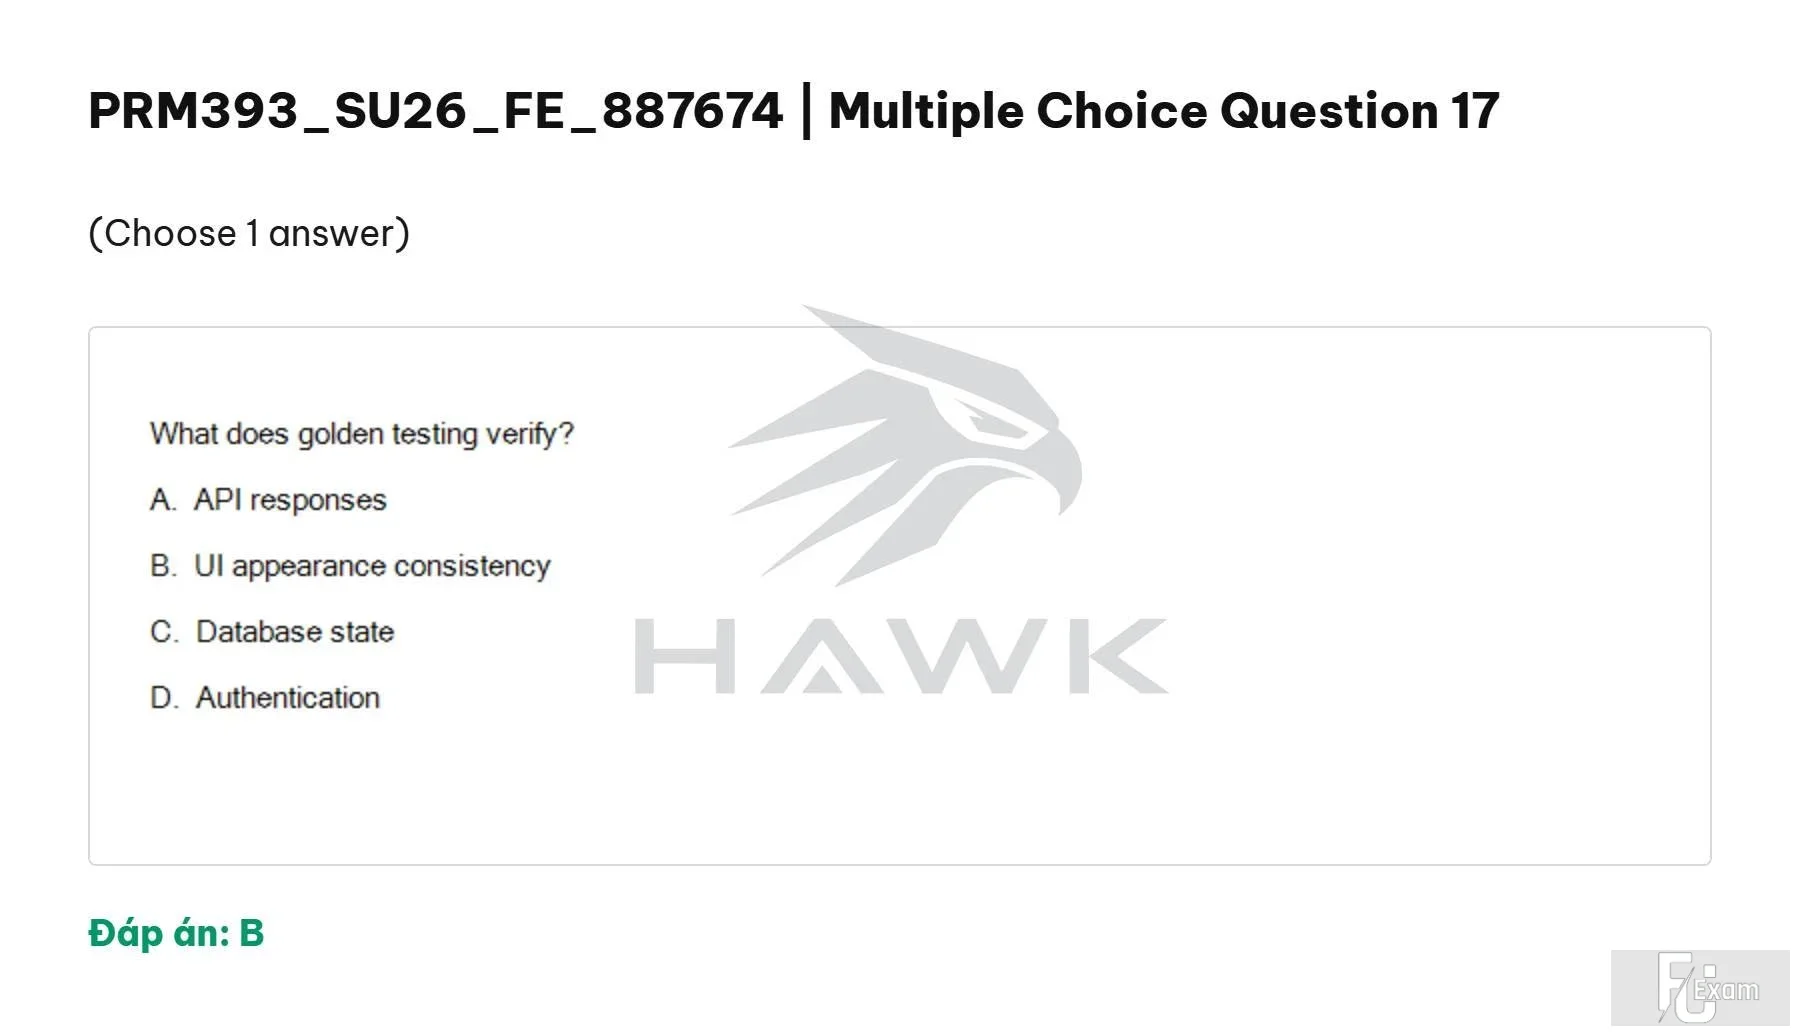 PRM393_SU26_FE_887674 | Multiple Choice Question 17
(Choose 1 answer)
What does golden testing verify?
A. API responses
B. UI appearance consistency
C. Database state
D. Authentication
HAWK
Đáp án: B
FU Exam